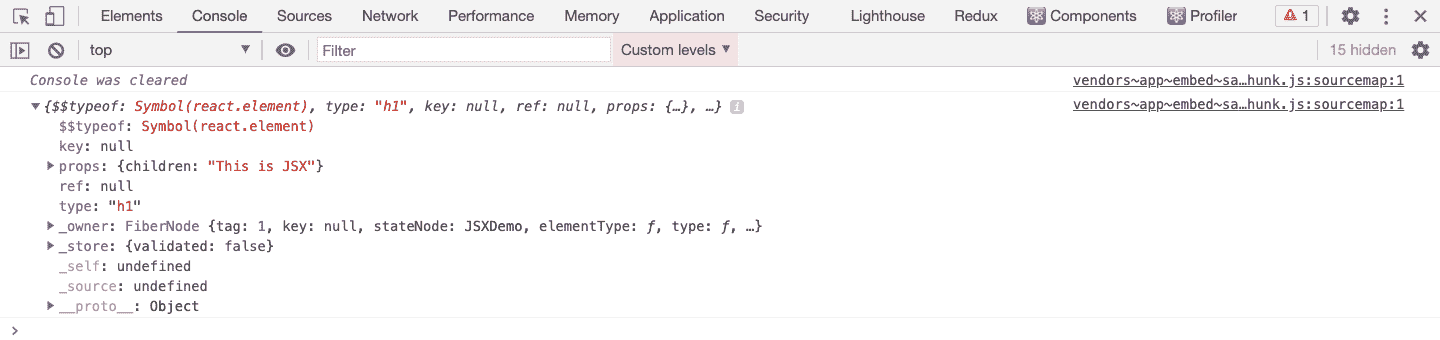 Elements Console Sources Network Performance Memory Application Security Lighthouse Redux Components Profiler 1
top Filter Custom levels 15 hidden
Console was cleared vendors~app~embed~sa…hunk.js:sourcemap:1
{$$typeof: Symbol(react.element), type: "h1", key: null, ref: null, props: {…}, …} i vendors~app~embed~sa…hunk.js:sourcemap:1
$$typeof: Symbol(react.element)
key: null
props: {children: "This is JSX"}
ref: null
type: "h1"
_owner: FiberNode {tag: 1, key: null, stateNode: JSXDemo, elementType: ƒ, type: ƒ, …}
_store: {validated: false}
_self: undefined
_source: undefined
__proto__: Object